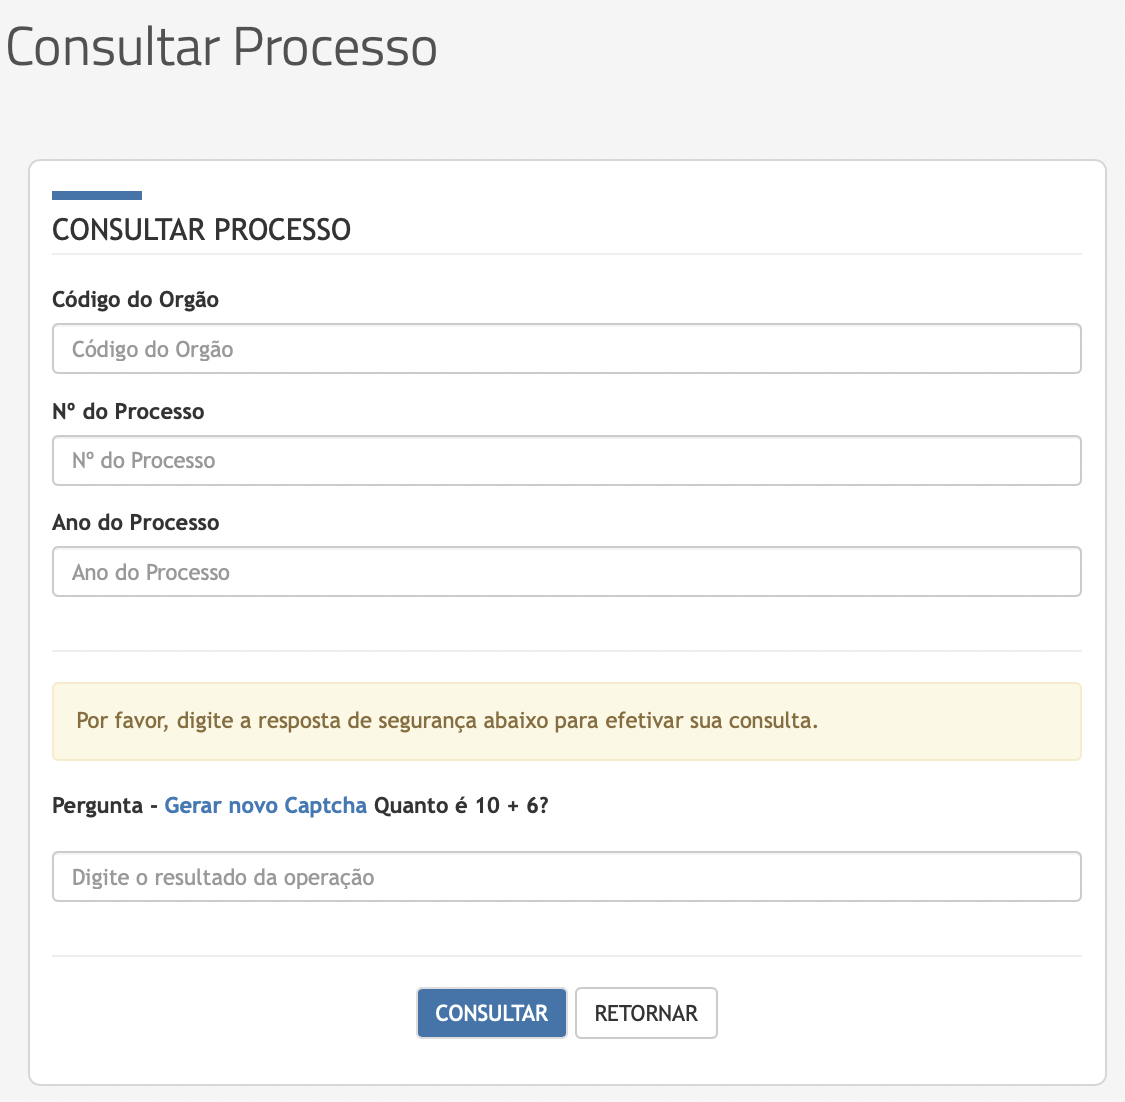 Consultar Processo
CONSULTAR PROCESSO
Código do Orgão
Código do Orgão
Nº do Processo
Nº do Processo
Ano do Processo
Ano do Processo
Por favor, digite a resposta de segurança abaixo para efetivar sua consulta.
Pergunta - Gerar novo Captcha Quanto é 10 + 6?
Digite o resultado da operação
CONSULTAR RETORNAR